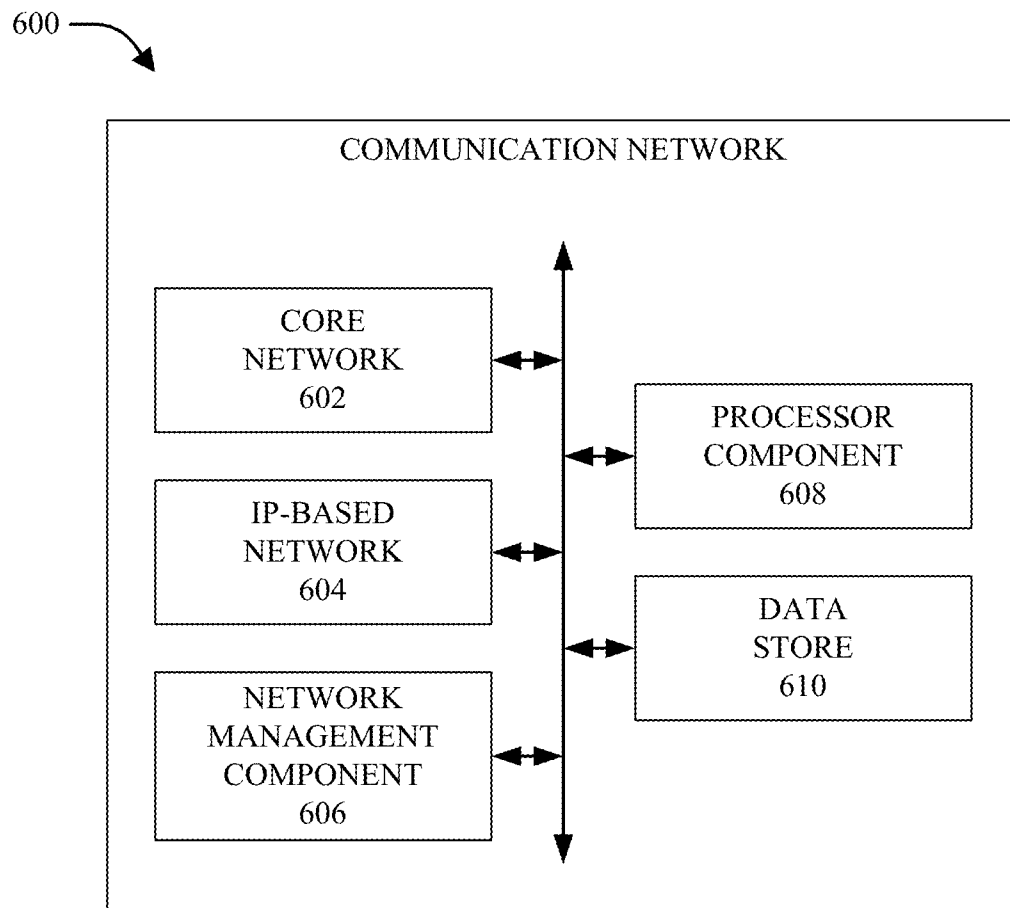 600
COMMUNICATION NETWORK
CORE
NETWORK
602
IP-BASED
NETWORK
604
NETWORK
MANAGEMENT
COMPONENT
606
PROCESSOR
COMPONENT
608
DATA
STORE
610